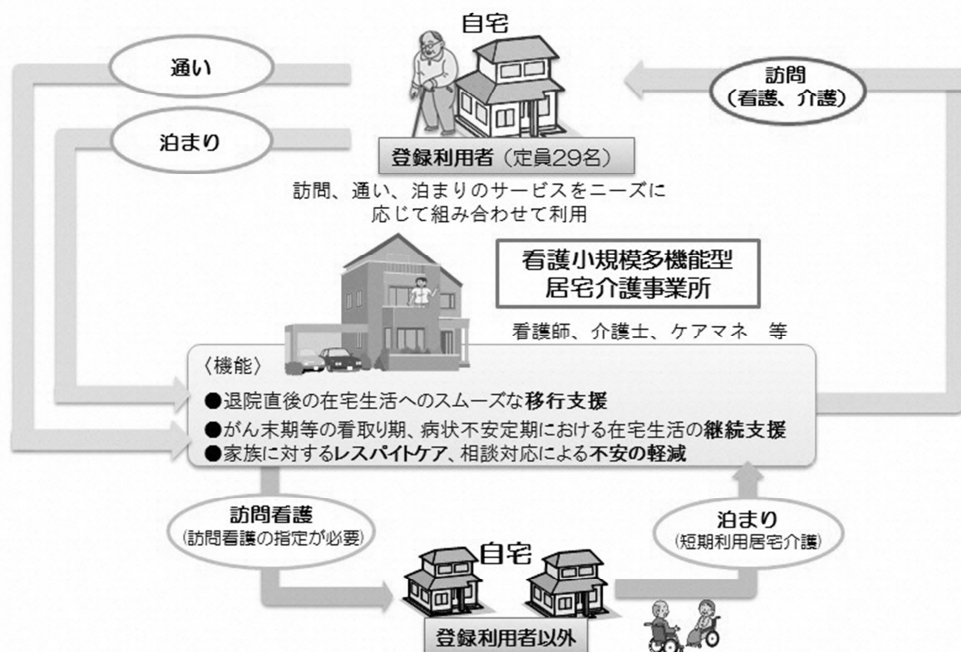 自宅
通い
訪問
(看護、介護)
泊まり
登録利用者（定員29名）
訪問、通い、泊まりのサービスをニーズに
応じて組み合わせて利用
看護小規模多機能型
居宅介護事業所
看護師、介護士、ケアマネ　等
〈機能〉
●退院直後の在宅生活へのスムーズな移行支援
●がん末期等の看取り期、病状不安定期における在宅生活の継続支援
●家族に対するレスパイトケア、相談対応による不安の軽減
訪問看護
(訪問看護の指定が必要)
泊まり
(短期利用居宅介護)
自宅
登録利用者以外